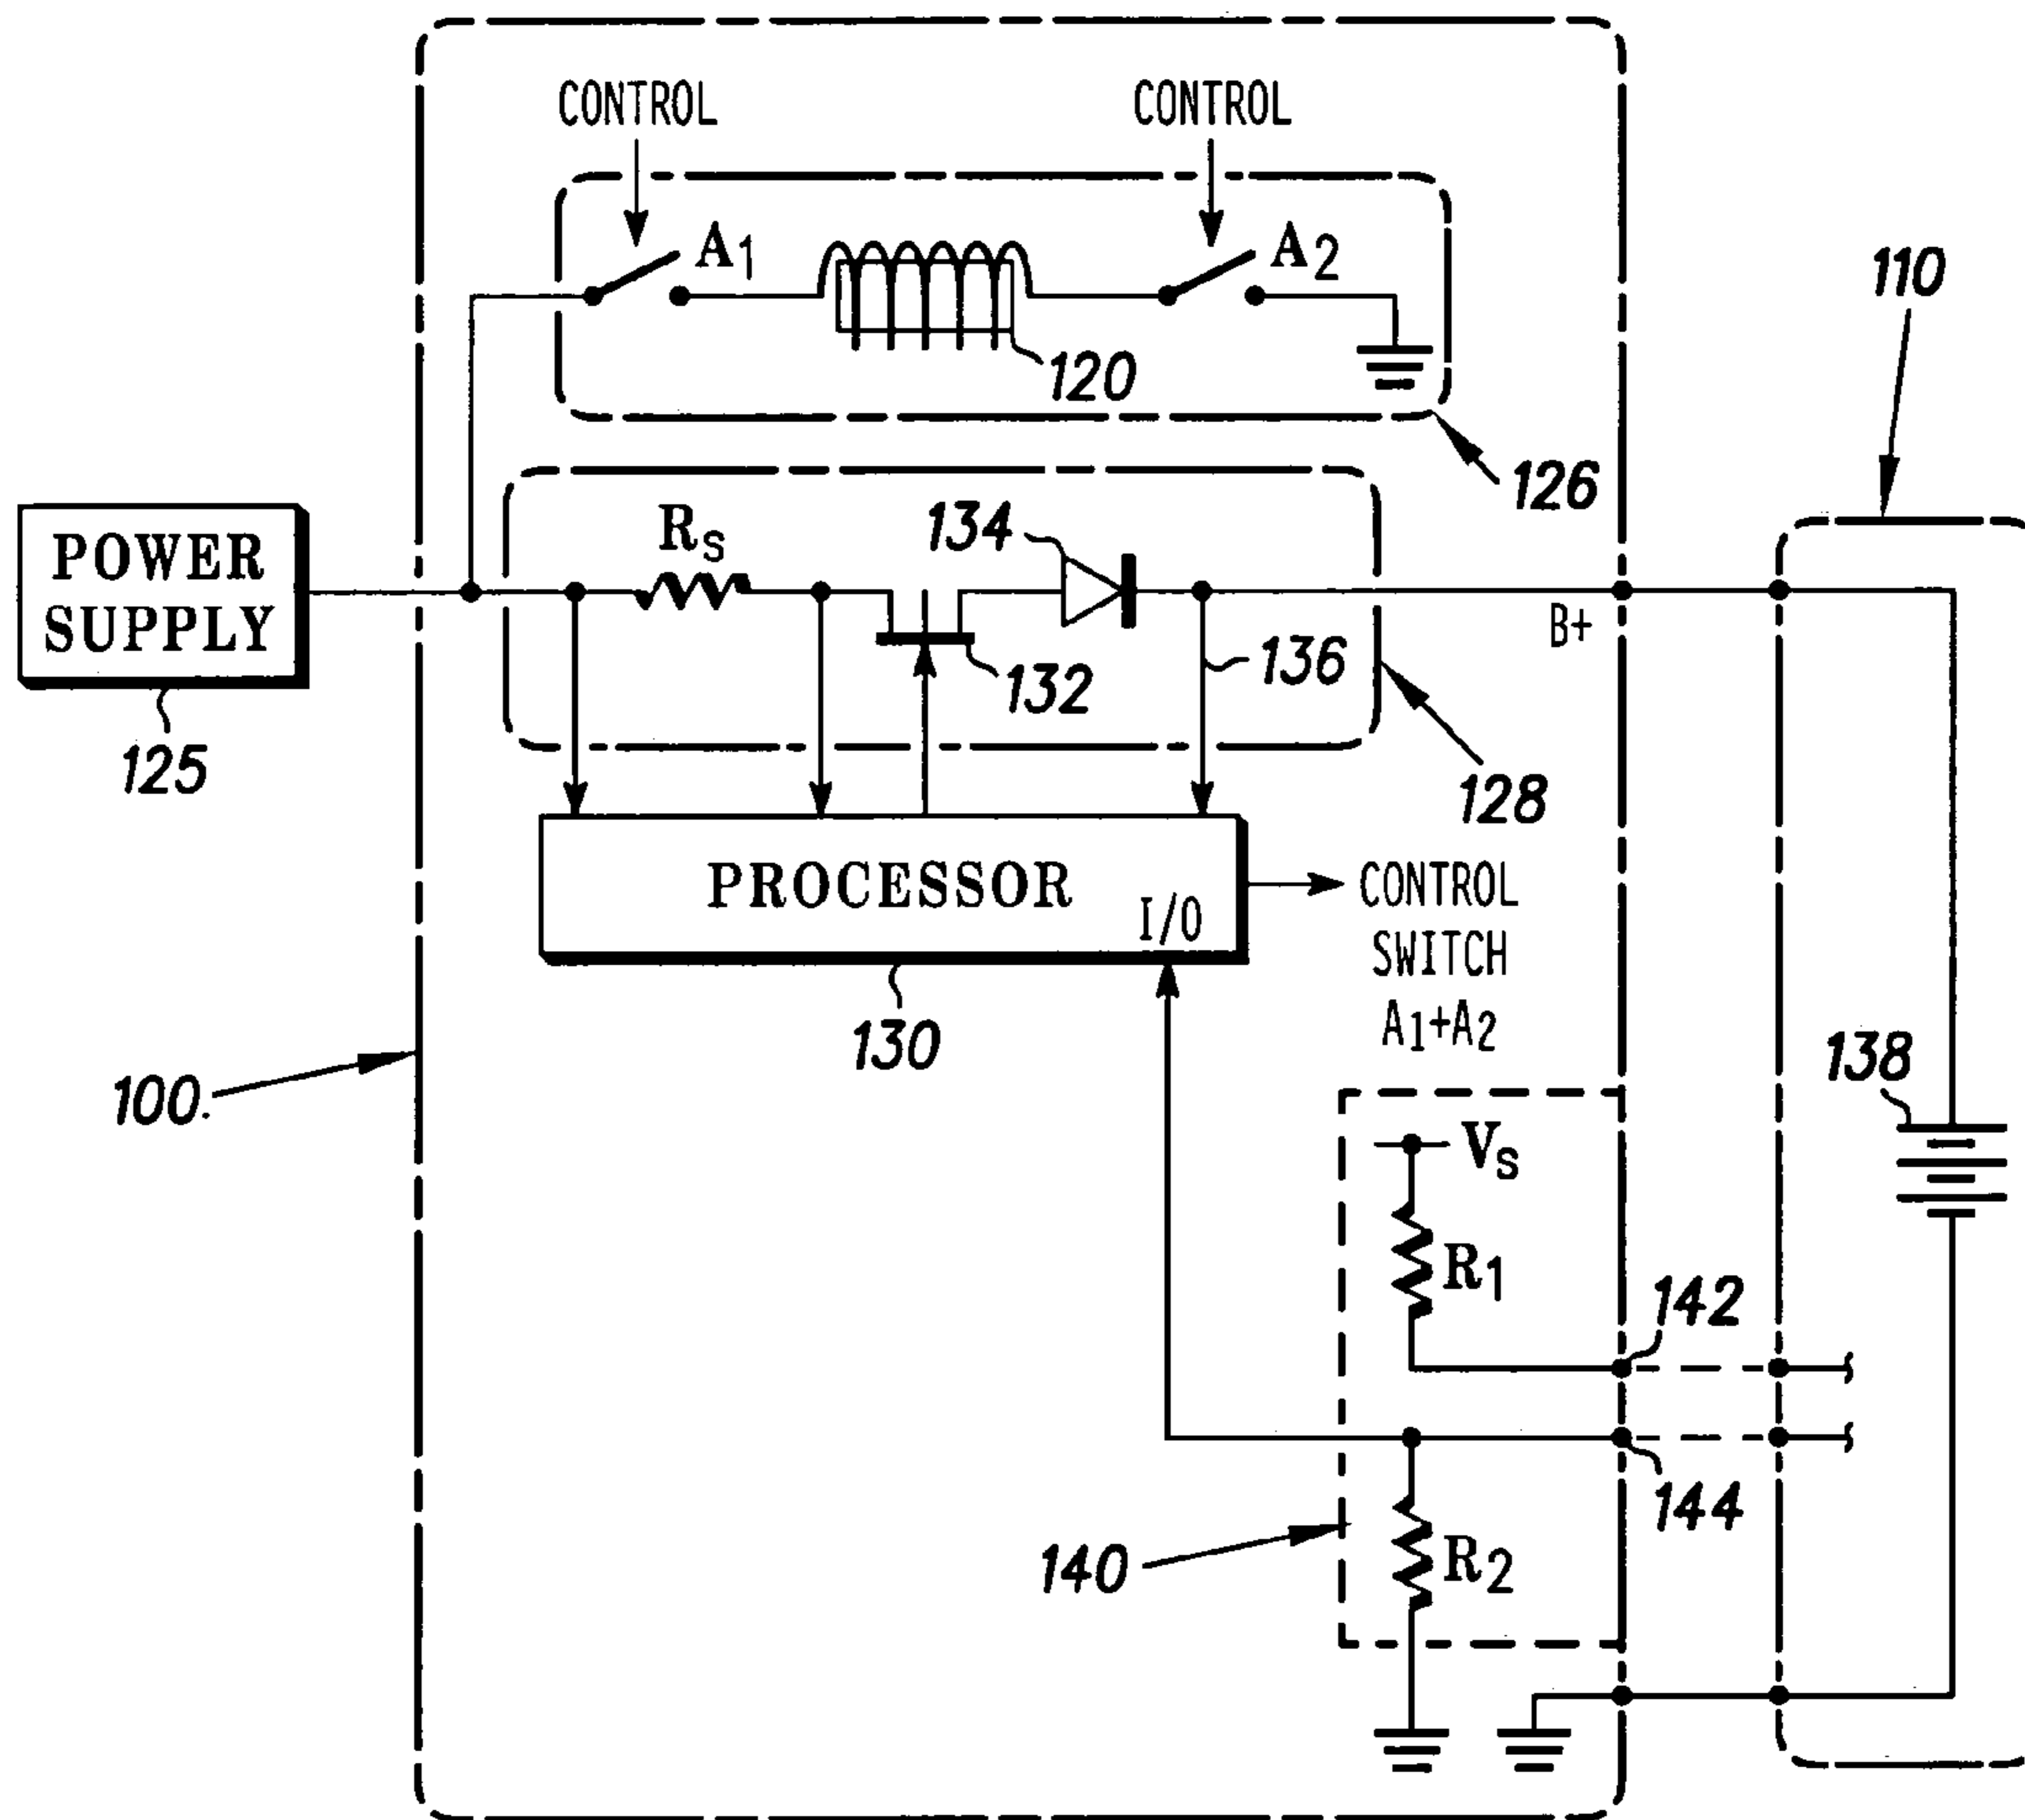 CONTROL CONTROL
A1 A2
110
120
126
POWER
SUPPLY
RS
134
B+
132
136
125
128
PROCESSOR
I/O
CONTROL
SWITCH
A1+A2
130
100.
138
VS
R1
142
144
140
R2